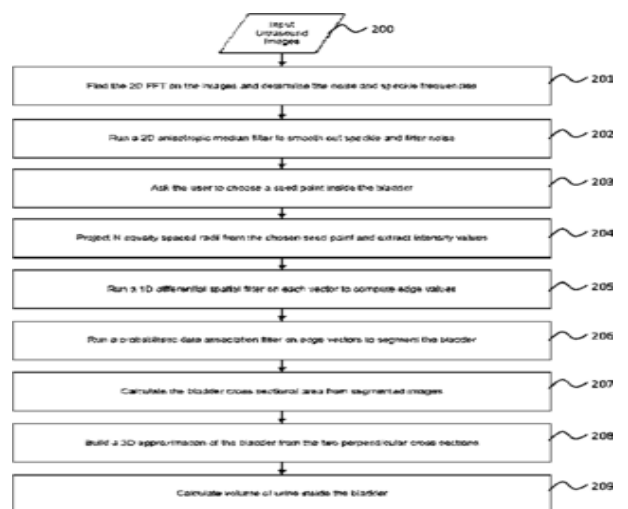 Input
Ultrasound
Images
200
Find the 2D FFT on the images and determine the noise and speckle frequencies
201
Run a 2D anisotropic median filter to smooth out speckle and filter noise
202
Ask the user to choose a seed point inside the bladder
203
Project N equally spaced radii from the chosen seed point and extract intensity values
204
Run a 1D differential spatial filter on each vector to compute edge values
205
Run a probabilistic data association filter on edge vectors to segment the bladder
206
Calculate the bladder cross sectional area from segmented images
207
Build a 3D approximation of the bladder from the two perpendicular cross sections
208
Calculate volume of urine inside the bladder
209